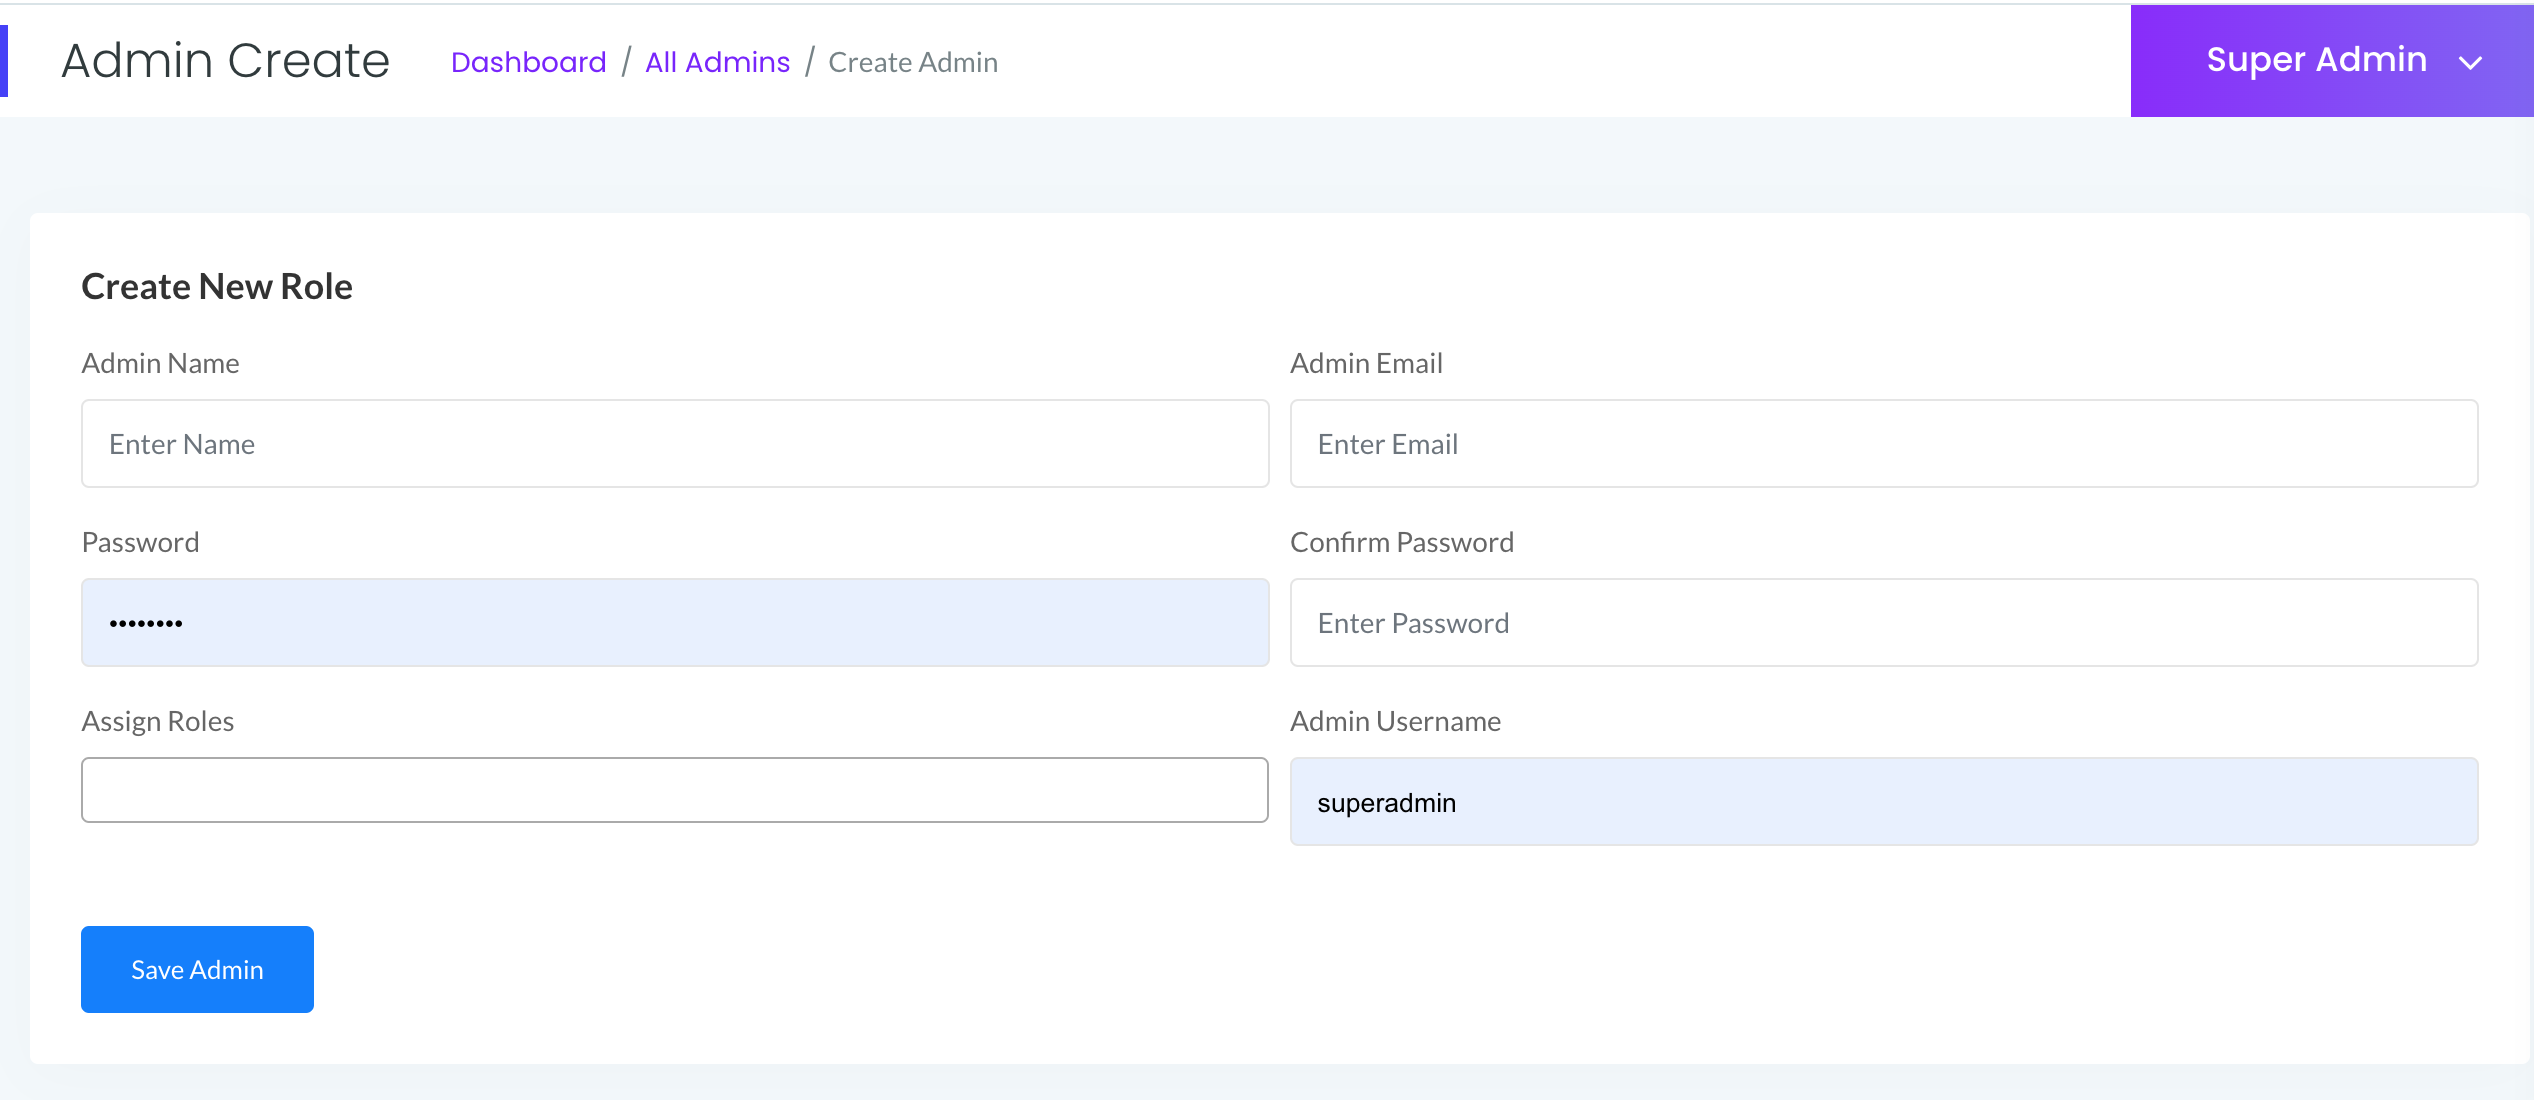 Admin Create Dashboard / All Admins / Create Admin Super Admin
Create New Role
Admin Name
Admin Email
Enter Name
Enter Email
Password
Confirm Password
••••••••
Enter Password
Assign Roles
Admin Username
superadmin
Save Admin